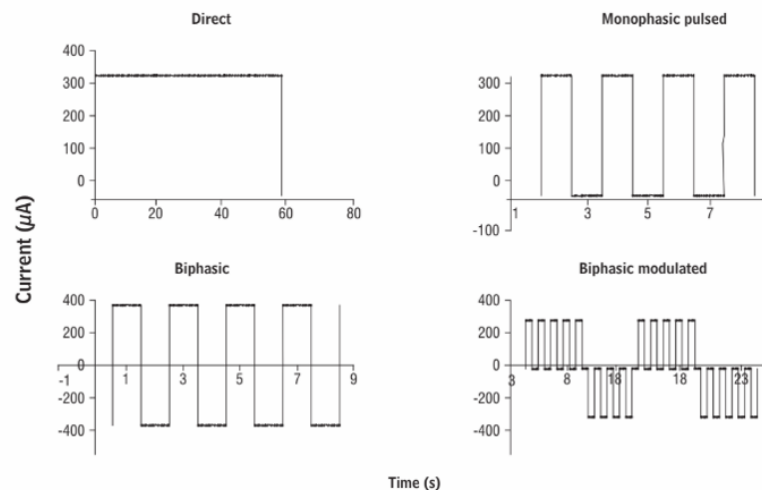 Direct
400
300
200
100
0
0 20 40 60 80
Monophasic pulsed
300
200
100
0
-100
1 3 5 7
Current (µA)
Biphasic
400
200
0
-200
-400
-1 1 3 5 7 9
Biphasic modulated
400
200
0
-200
-400
3 8 18 18 23
Time (s)